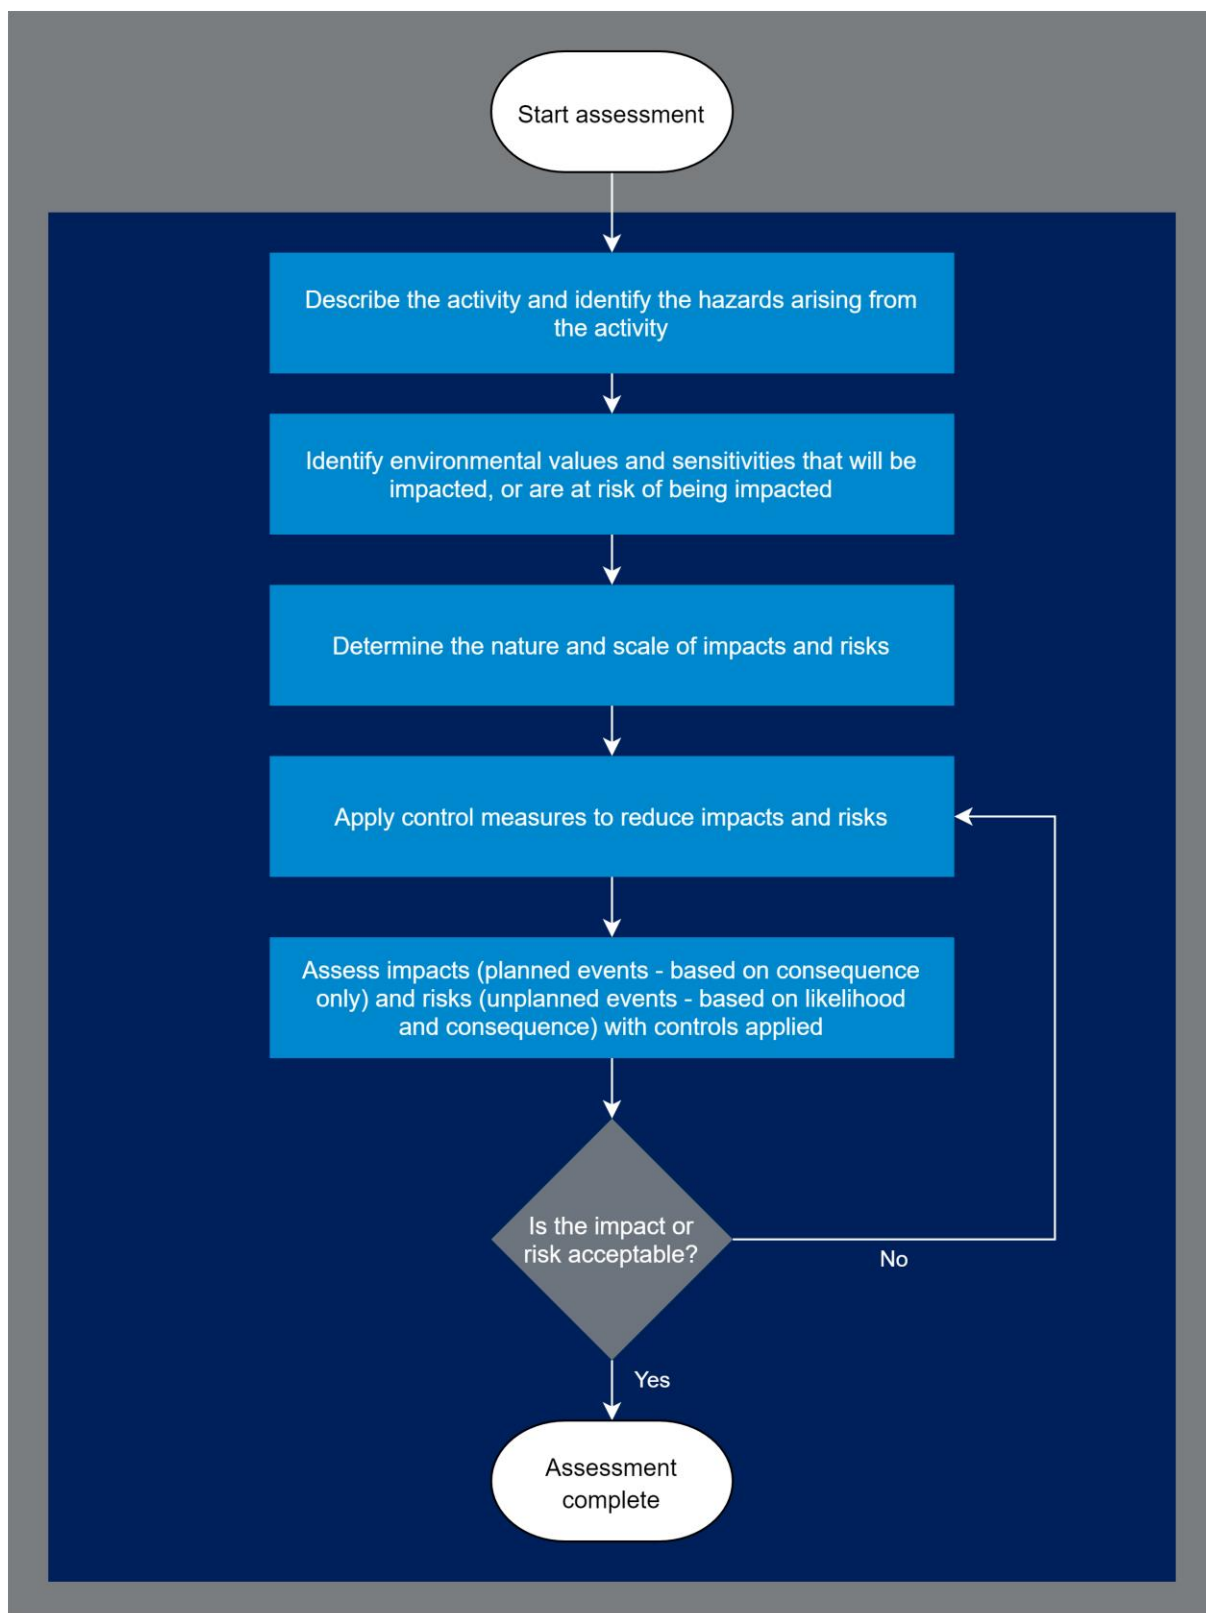 Start assessment
Describe the activity and identify the hazards arising from
the activity
Identify environmental values and sensitivities that will be
impacted, or are at risk of being impacted
Determine the nature and scale of impacts and risks
Apply control measures to reduce impacts and risks
Assess impacts (planned events - based on consequence
only) and risks (unplanned events - based on likelihood
and consequence) with controls applied
Is the impact or
risk acceptable?
No
Yes
Assessment
complete